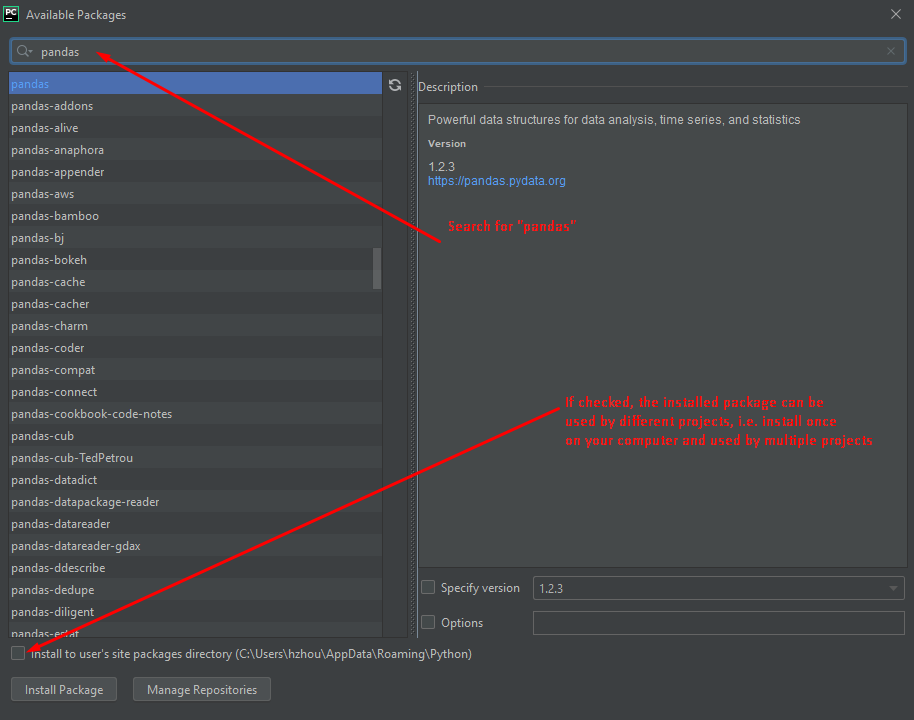 PC
Available Packages
pandas
pandas
pandas-addons
pandas-alive
pandas-anaphora
pandas-appender
pandas-aws
pandas-bamboo
pandas-bj
pandas-bokeh
pandas-cache
pandas-cacher
pandas-charm
pandas-coder
pandas-compat
pandas-connect
pandas-cookbook-code-notes
pandas-cub
pandas-cub-TedPetrou
pandas-datadict
pandas-datapackage-reader
pandas-datareader
pandas-datareader-gdax
pandas-ddescribe
pandas-dedupe
pandas-diligent
pandas-estat
Description
Powerful data structures for data analysis, time series, and statistics
Version
1.2.3
https://pandas.pydata.org
Search for "pandas"
If checked, the installed package can be
used by different projects, i.e. install once
on your computer and used by multiple projects
Specify version
1.2.3
Options
Install to user's site packages directory (C:\Users\hzhou\AppData\Roaming\Python)
Install Package
Manage Repositories